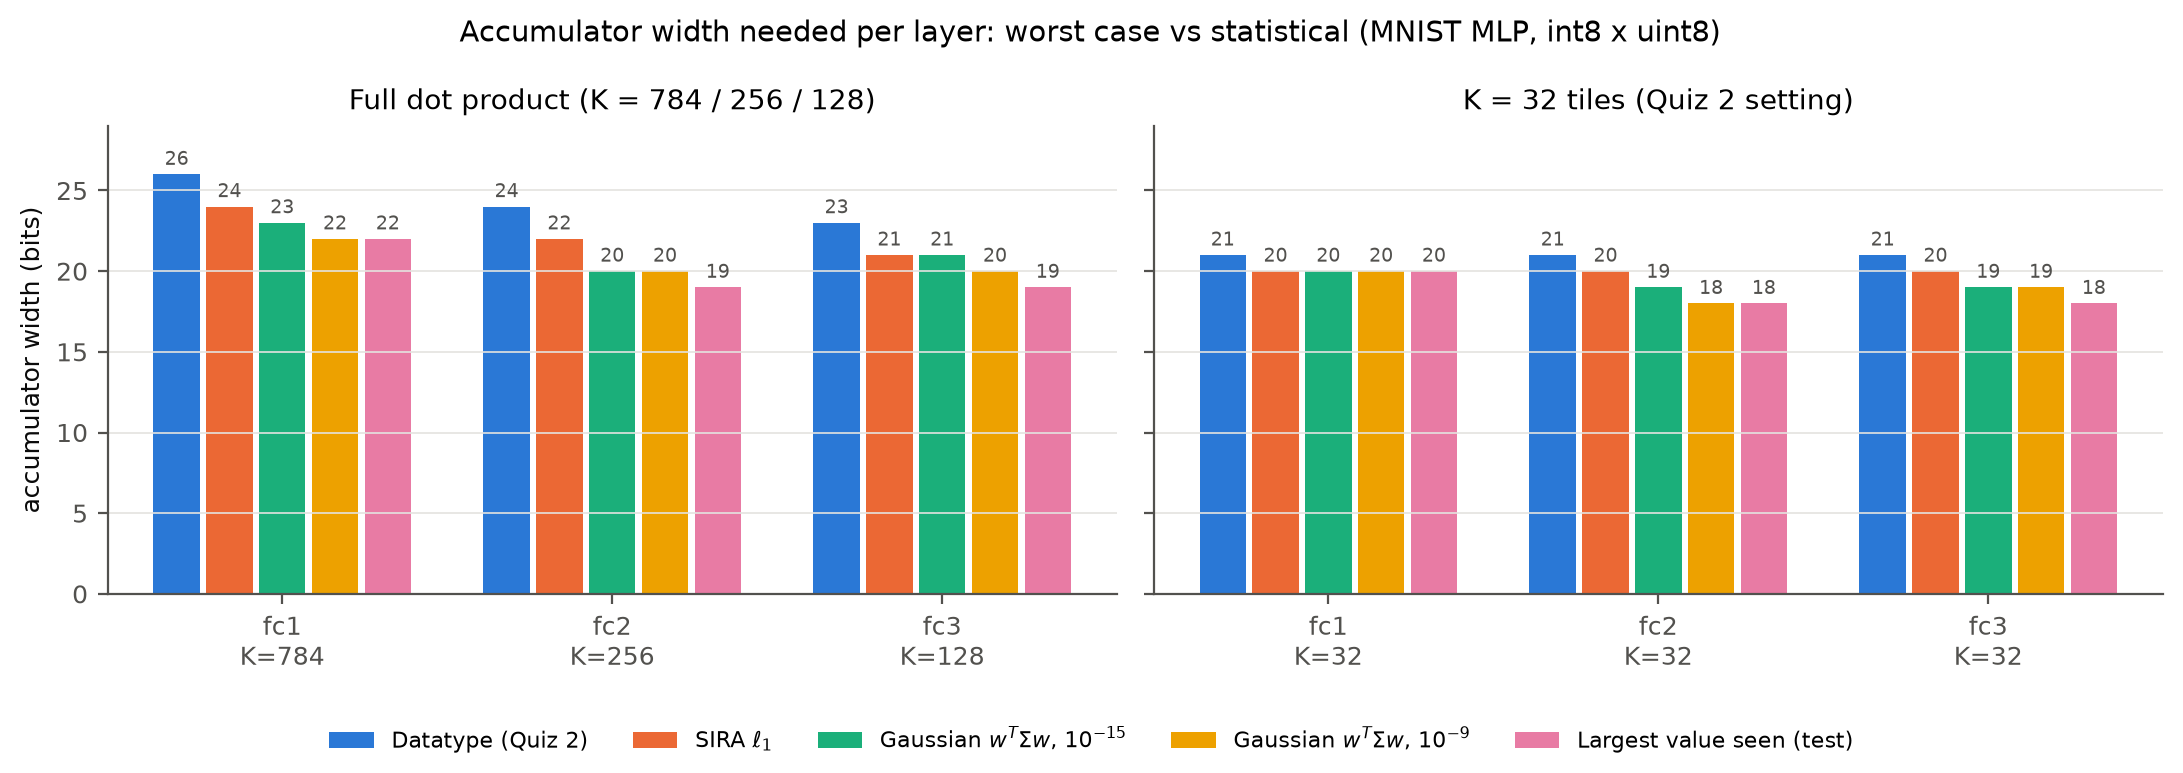 Accumulator width needed per layer: worst case vs statistical (MNIST MLP, int8 x uint8)
Full dot product (K = 784 / 256 / 128)
accumulator width (bits)
25
20
15
10
5
0
26
24
23
22
22
24
22
20
20
19
23
21
21
20
19
fc1
K=784
fc2
K=256
fc3
K=128
K = 32 tiles (Quiz 2 setting)
21
20
20
20
20
21
20
19
18
18
21
20
19
19
18
fc1
K=32
fc2
K=32
fc3
K=32
Datatype (Quiz 2)
SIRA ℓ₁
Gaussian wᵀΣw, 10⁻¹⁵
Gaussian wᵀΣw, 10⁻⁹
Largest value seen (test)